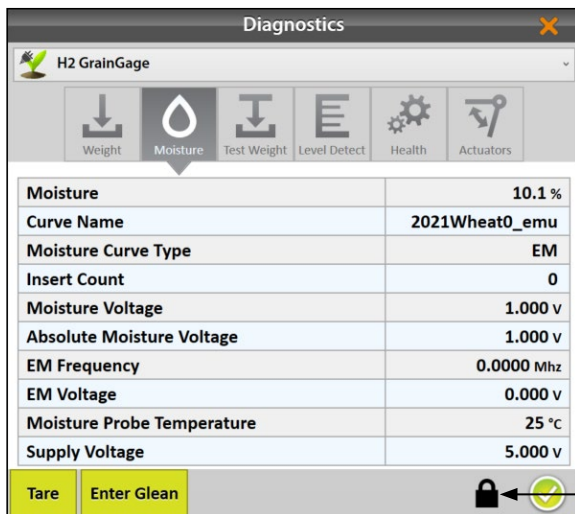 Diagnostics
H2 GrainGage
Weight Moisture Test Weight Level Detect Health Actuators
Moisture 10.1 %
Curve Name 2021Wheat0_emu
Moisture Curve Type EM
Insert Count 0
Moisture Voltage 1.000 v
Absolute Moisture Voltage 1.000 v
EM Frequency 0.0000 Mhz
EM Voltage 0.000 v
Moisture Probe Temperature 25 °C
Supply Voltage 5.000 v
Tare Enter Glean